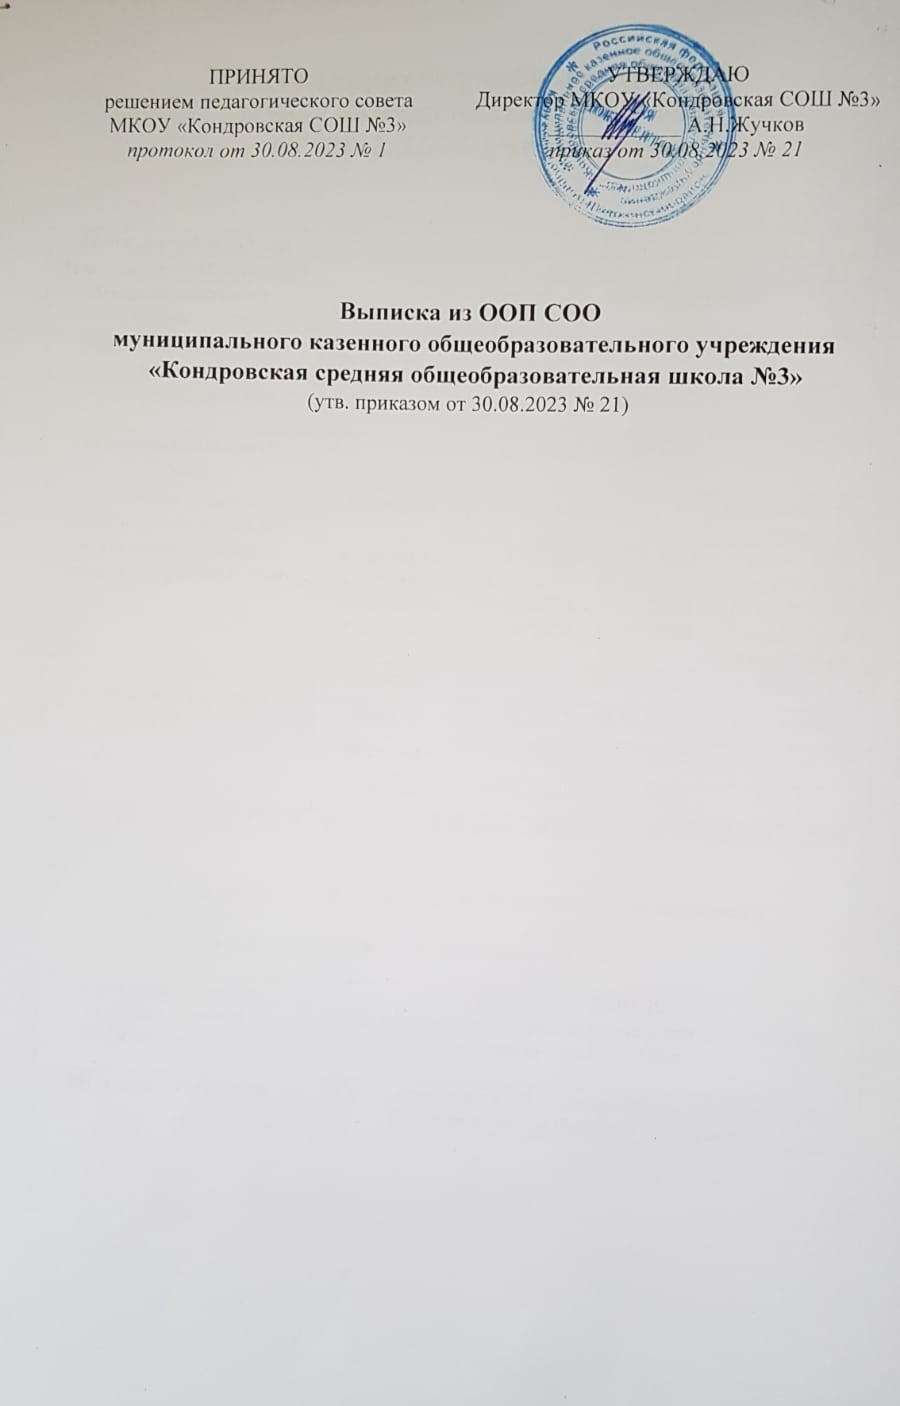 ПРИНЯТО
решением педагогического совета
МКОУ «Кондровская СОШ №3»
протокол от 30.08.2023 № 1
УТВЕРЖДАЮ
Директор МКОУ «Кондровская СОШ №3»
А.Н.Жучков
приказ от 30.08.2023 № 21
Российская
Выписка из ООП СОО
муниципального казенного общеобразовательного учреждения
«Кондровская средняя общеобразовательная школа №3»
(утв. приказом от 30.08.2023 № 21)